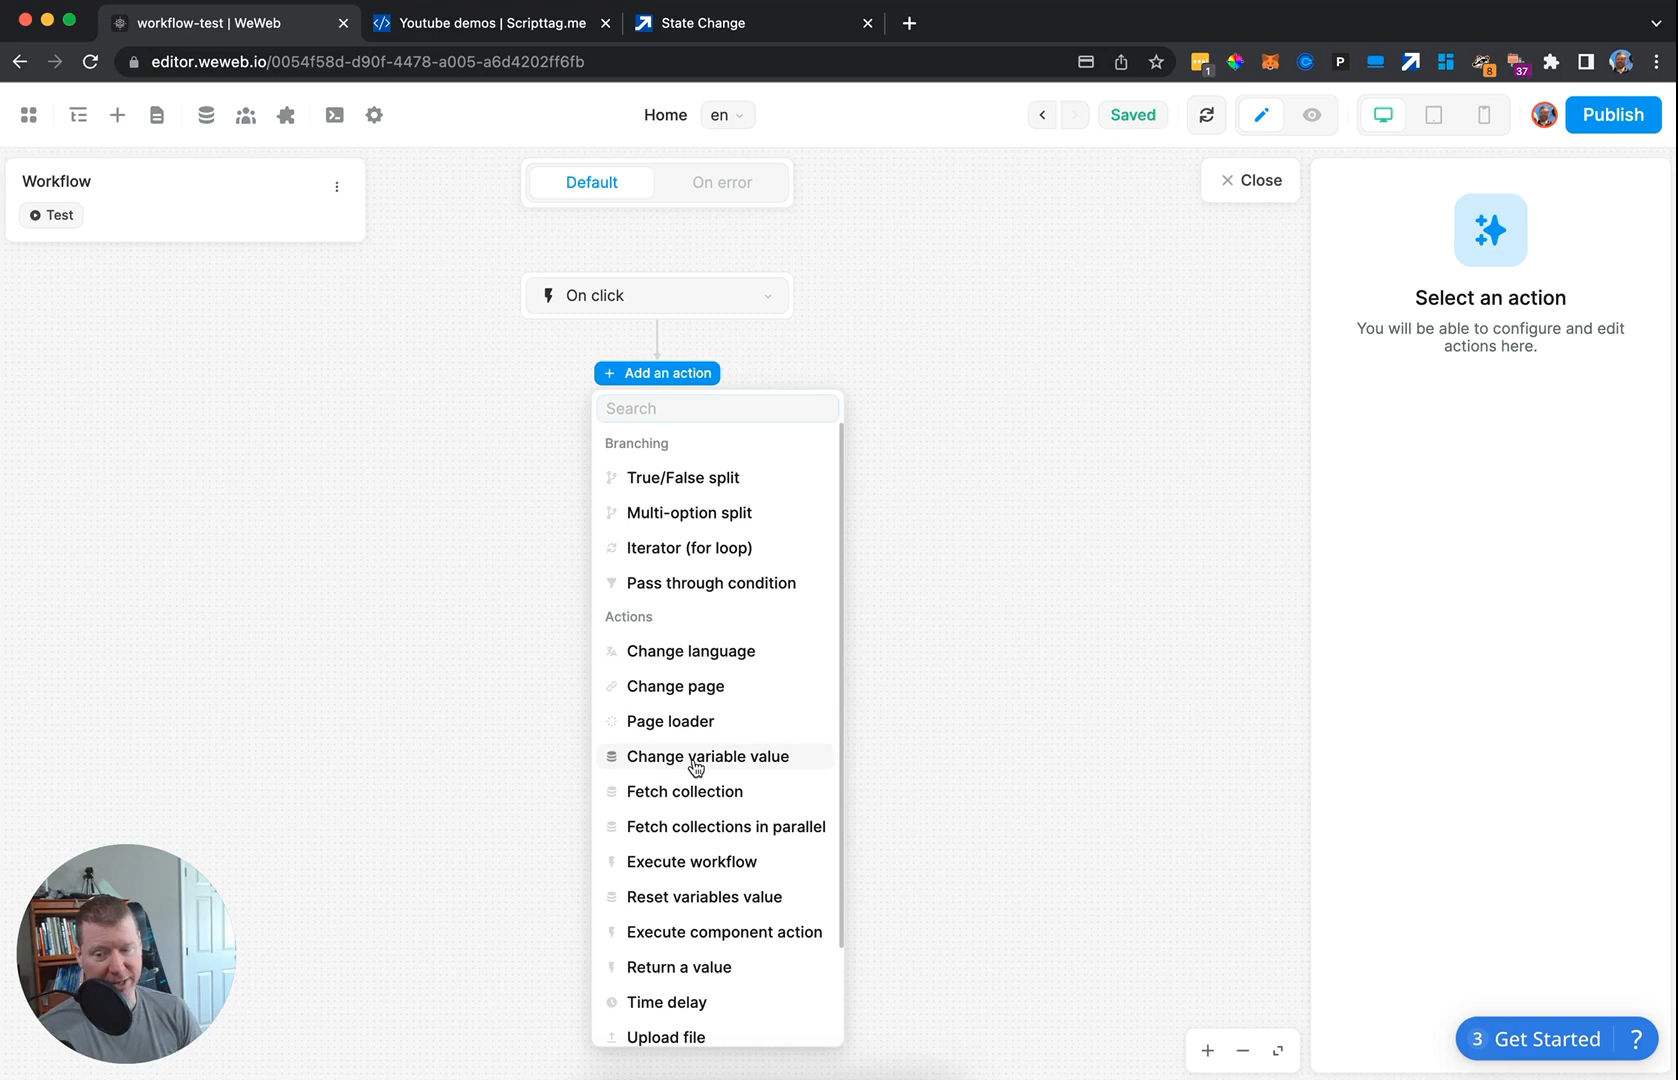 workflow-test | WeWeb
Youtube demos | Scripttag.me
State Change
editor.weweb.io/0054f58d-d90f-4478-a005-a6d4202ff6fb
1
P
8
37
Home
en
Saved
Publish
Workflow
Test
Default
On error
Close
On click
Select an action
You will be able to configure and edit
actions here.
+ Add an action
Search
Branching
True/False split
Multi-option split
Iterator (for loop)
Pass through condition
Actions
Change language
Change page
Page loader
Change variable value
Fetch collection
Fetch collections in parallel
Execute workflow
Reset variables value
Execute component action
Return a value
Time delay
Upload file
3 Get Started ?